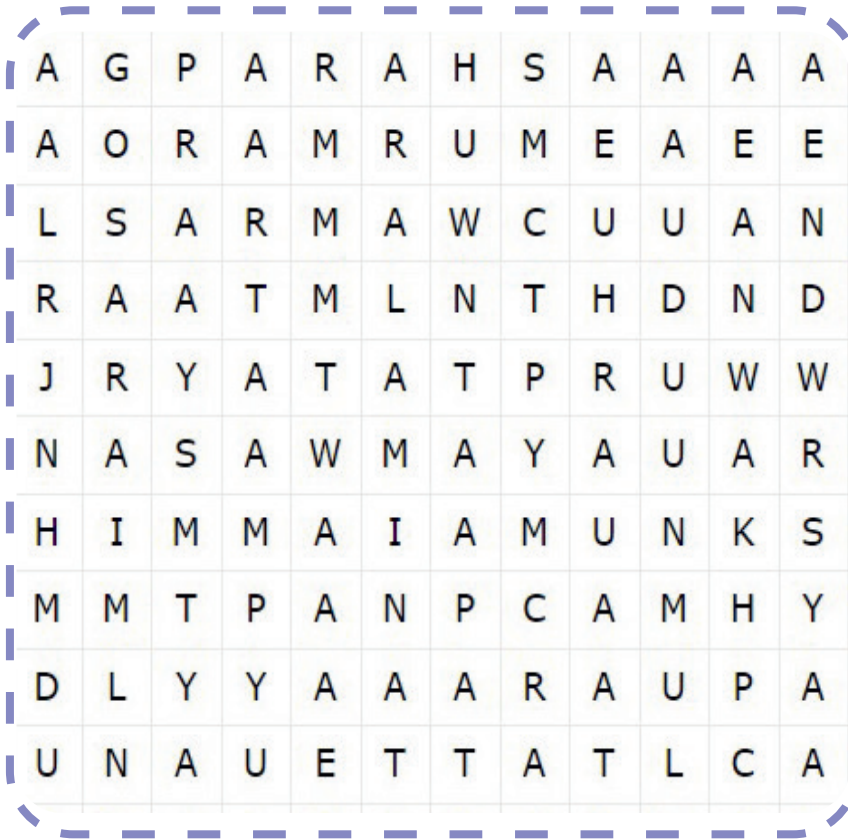 A G P A R A H S A A A A
A O R A M R U M E A E E
L S A R M A W C U U A N
R A A T M L N T H D N D
J R Y A T A T P R U W W
N A S A W M A Y A U A R
H I M M A I A M U N K S
M M T P A N P C A M H Y
D L Y Y A A A R A U P A
U N A U E T T A T L C A